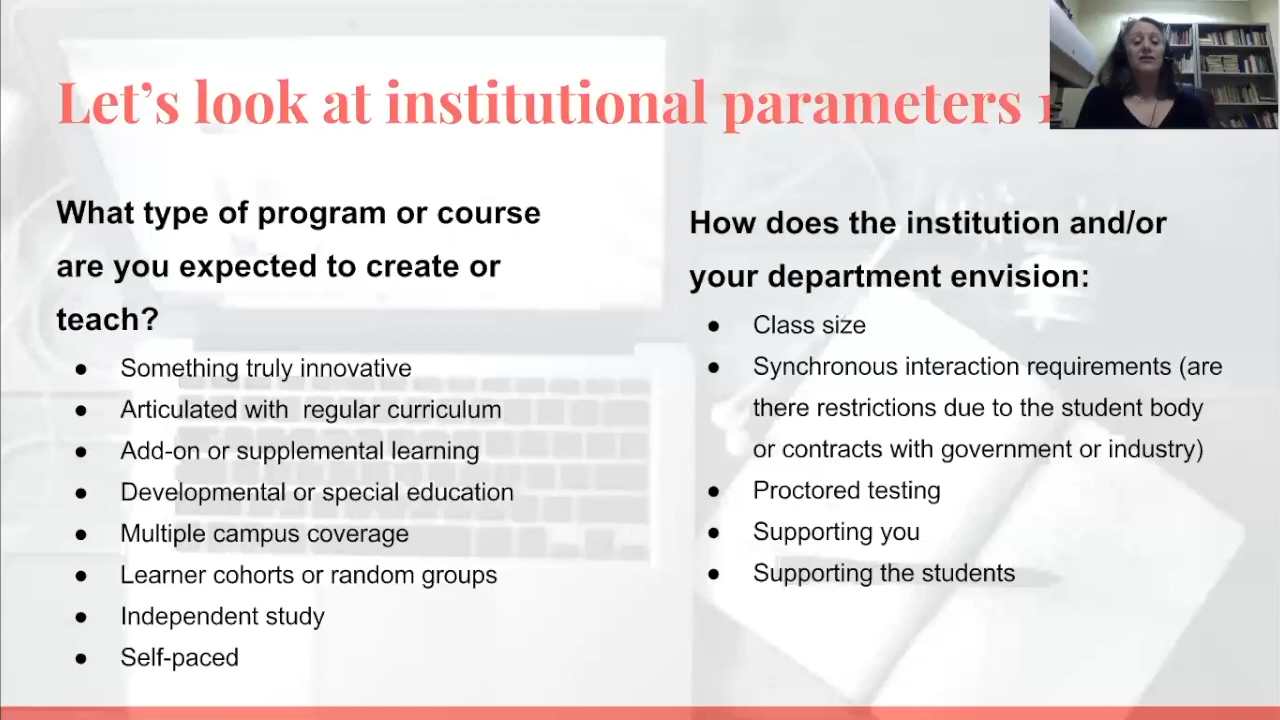 Let's look at institutional parameters
What type of program or course
are you expected to create or
teach?
● Something truly innovative
● Articulated with  regular curriculum
● Add-on or supplemental learning
● Developmental or special education
● Multiple campus coverage
● Learner cohorts or random groups
● Independent study
● Self-paced
How does the institution and/or
your department envision:
● Class size
● Synchronous interaction requirements (are
there restrictions due to the student body
or contracts with government or industry)
● Proctored testing
● Supporting you
● Supporting the students